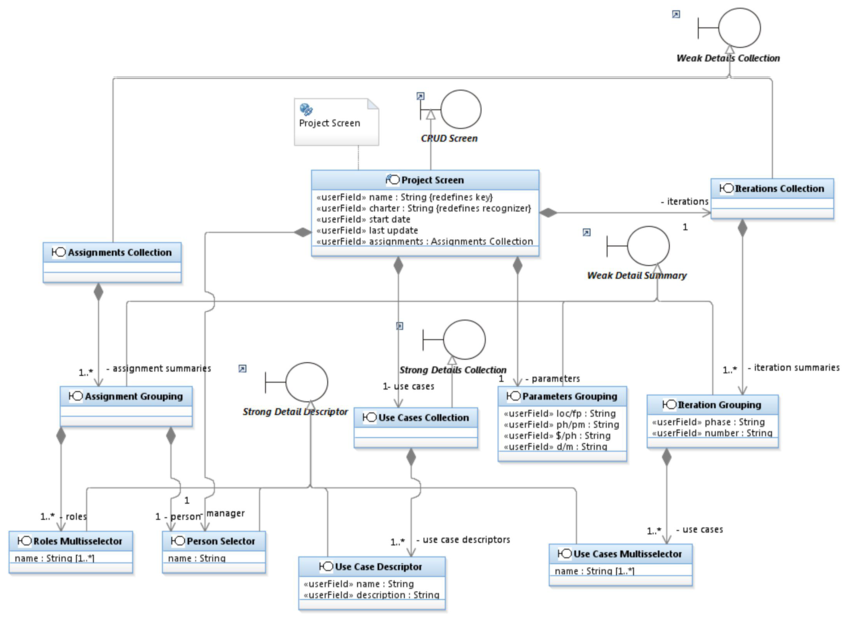 Weak Details Collection
Project Screen
CRUD Screen
Project Screen
«userField» name : String {redefines key}
«userField» charter : String {redefines recognizer}
«userField» start date
«userField» last update
«userField» assignments : Assignments Collection
- iterations
1
Iterations Collection
Assignments Collection
Weak Detail Summary
1..* - assignment summaries
Strong Details Collection
Strong Detail Descriptor
1 - use cases
1 - parameters
1..* - iteration summaries
Assignment Grouping
Use Cases Collection
Parameters Grouping
«userField» loc/fp : String
«userField» ph/pm : String
«userField» $/ph : String
«userField» d/m : String
Iteration Grouping
«userField» phase : String
«userField» number : String
1..* - roles
1 - person
1
- manager
1..* - use case descriptors
1..* - use cases
Roles Multisselector
name : String [1..*]
Person Selector
name : String
Use Case Descriptor
«userField» name : String
«userField» description : String
Use Cases Multisselector
name : String [1..*]